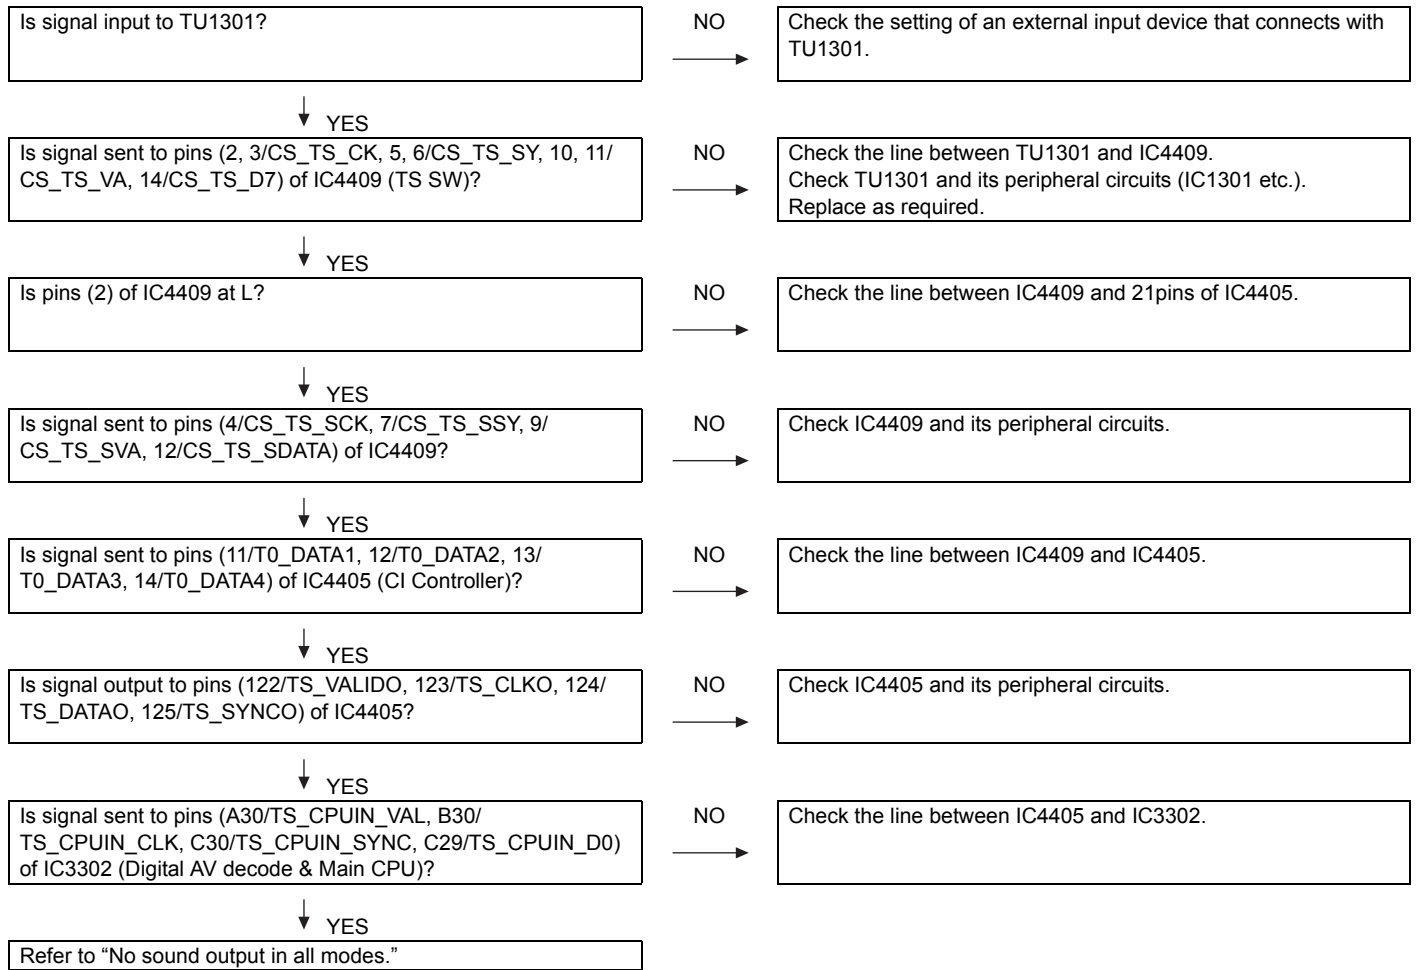 Is signal input to TU1301?
NO
Check the setting of an external input device that connects with
TU1301.
YES
Is signal sent to pins (2, 3/CS_TS_CK, 5, 6/CS_TS_SY, 10, 11/
CS_TS_VA, 14/CS_TS_D7) of IC4409 (TS SW)?
NO
Check the line between TU1301 and IC4409.
Check TU1301 and its peripheral circuits (IC1301 etc.).
Replace as required.
YES
Is pins (2) of IC4409 at L?
NO
Check the line between IC4409 and 21pins of IC4405.
YES
Is signal sent to pins (4/CS_TS_SCK, 7/CS_TS_SSY, 9/
CS_TS_SVA, 12/CS_TS_SDATA) of IC4409?
NO
Check IC4409 and its peripheral circuits.
YES
Is signal sent to pins (11/T0_DATA1, 12/T0_DATA2, 13/
T0_DATA3, 14/T0_DATA4) of IC4405 (CI Controller)?
NO
Check the line between IC4409 and IC4405.
YES
Is signal output to pins (122/TS_VALIDO, 123/TS_CLKO, 124/
TS_DATAO, 125/TS_SYNCO) of IC4405?
NO
Check IC4405 and its peripheral circuits.
YES
Is signal sent to pins (A30/TS_CPUIN_VAL, B30/
TS_CPUIN_CLK, C30/TS_CPUIN_SYNC, C29/TS_CPUIN_D0)
of IC3302 (Digital AV decode & Main CPU)?
NO
Check the line between IC4405 and IC3302.
YES
Refer to “No sound output in all modes.”